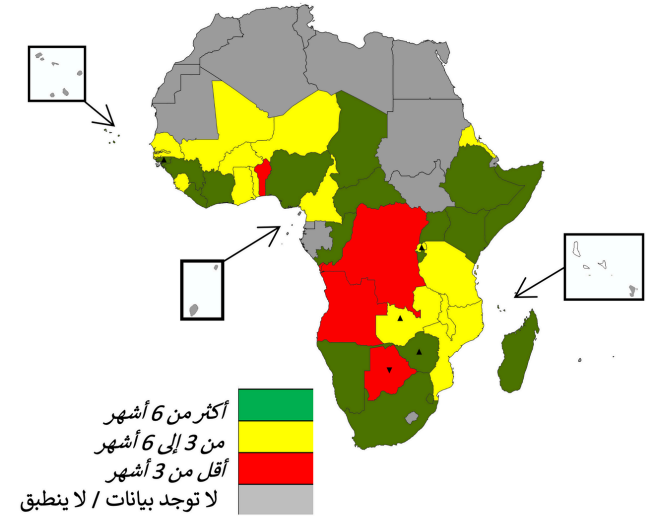 أكثر من 6 أشهر
من 3 إلى 6 أشهر
أقل من 3 أشهر
لا توجد بيانات / لا ينطبق